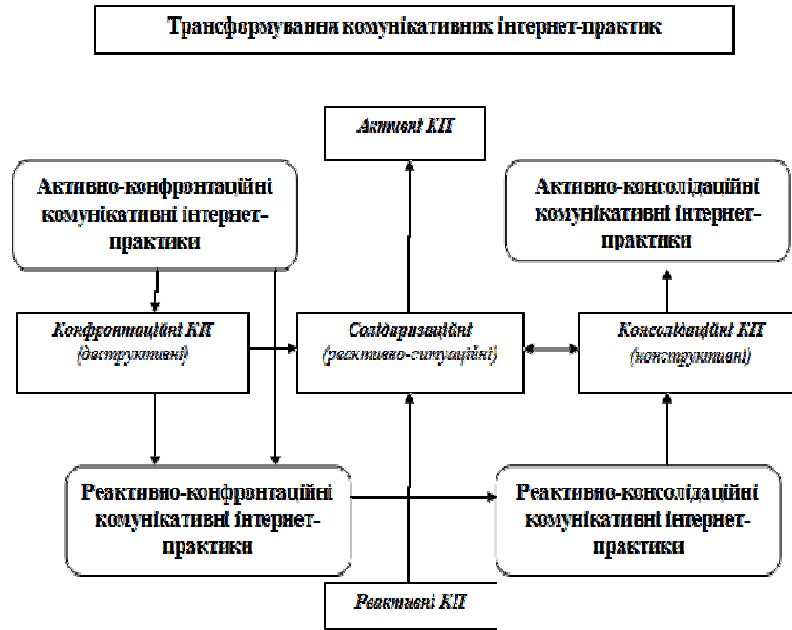 Трансформування комунікативних інтернет-практик
Активні КП
Активно-конфронтаційні
комунікативні інтернет-
практики
Активно-консолідаційні
комунікативні інтернет-
практики
Конфронтаційні КП
(деструктивні)
Солідаризаційні
(реактивно-ситуаційні)
Консолідаційні КП
(конструктивні)
Реактивно-конфронтаційні
комунікативні інтернет-
практики
Реактивно-консолідаційні
комунікативні інтернет-
практики
Реактивні КП